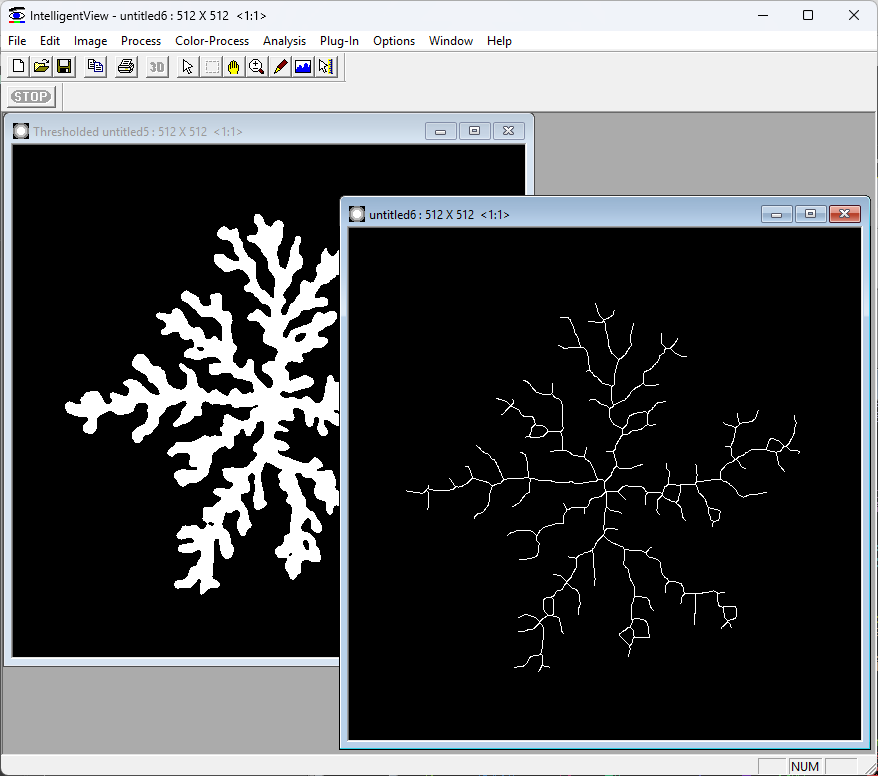 IntelligentView - untitled6 : 512 X 512 <1:1>
File Edit Image Process Color-Process Analysis Plug-In Options Window Help
3D
STOP
Thresholded untitled5 : 512 X 512 <1:1>
untitled6 : 512 X 512 <1:1>
NUM